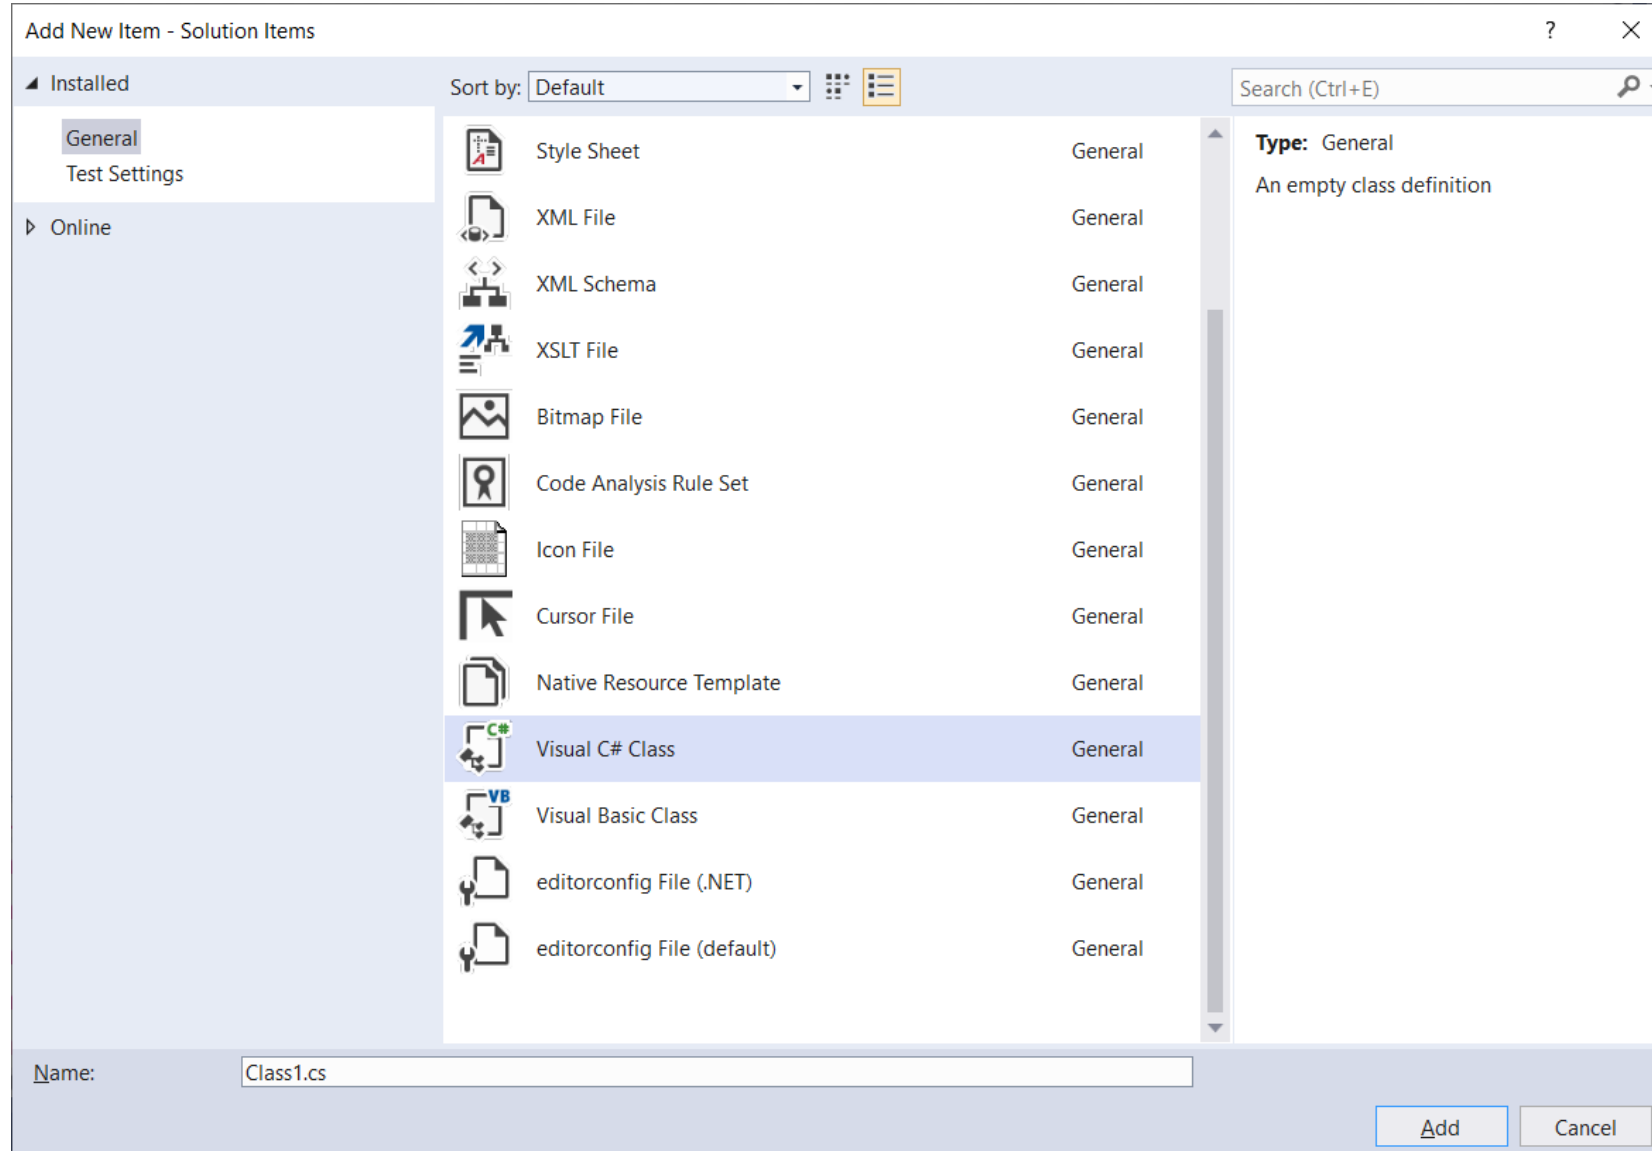 Add New Item - Solution Items
?
Installed
General
Test Settings
Online
Sort by: Default
Search (Ctrl+E)
Style Sheet General
XML File General
XML Schema General
XSLT File General
Bitmap File General
Code Analysis Rule Set General
Icon File General
Cursor File General
Native Resource Template General
C#
Visual C# Class General
VB
Visual Basic Class General
editorconfig File (.NET) General
editorconfig File (default) General
Type: General
An empty class definition
Name: Class1.cs
Add Cancel